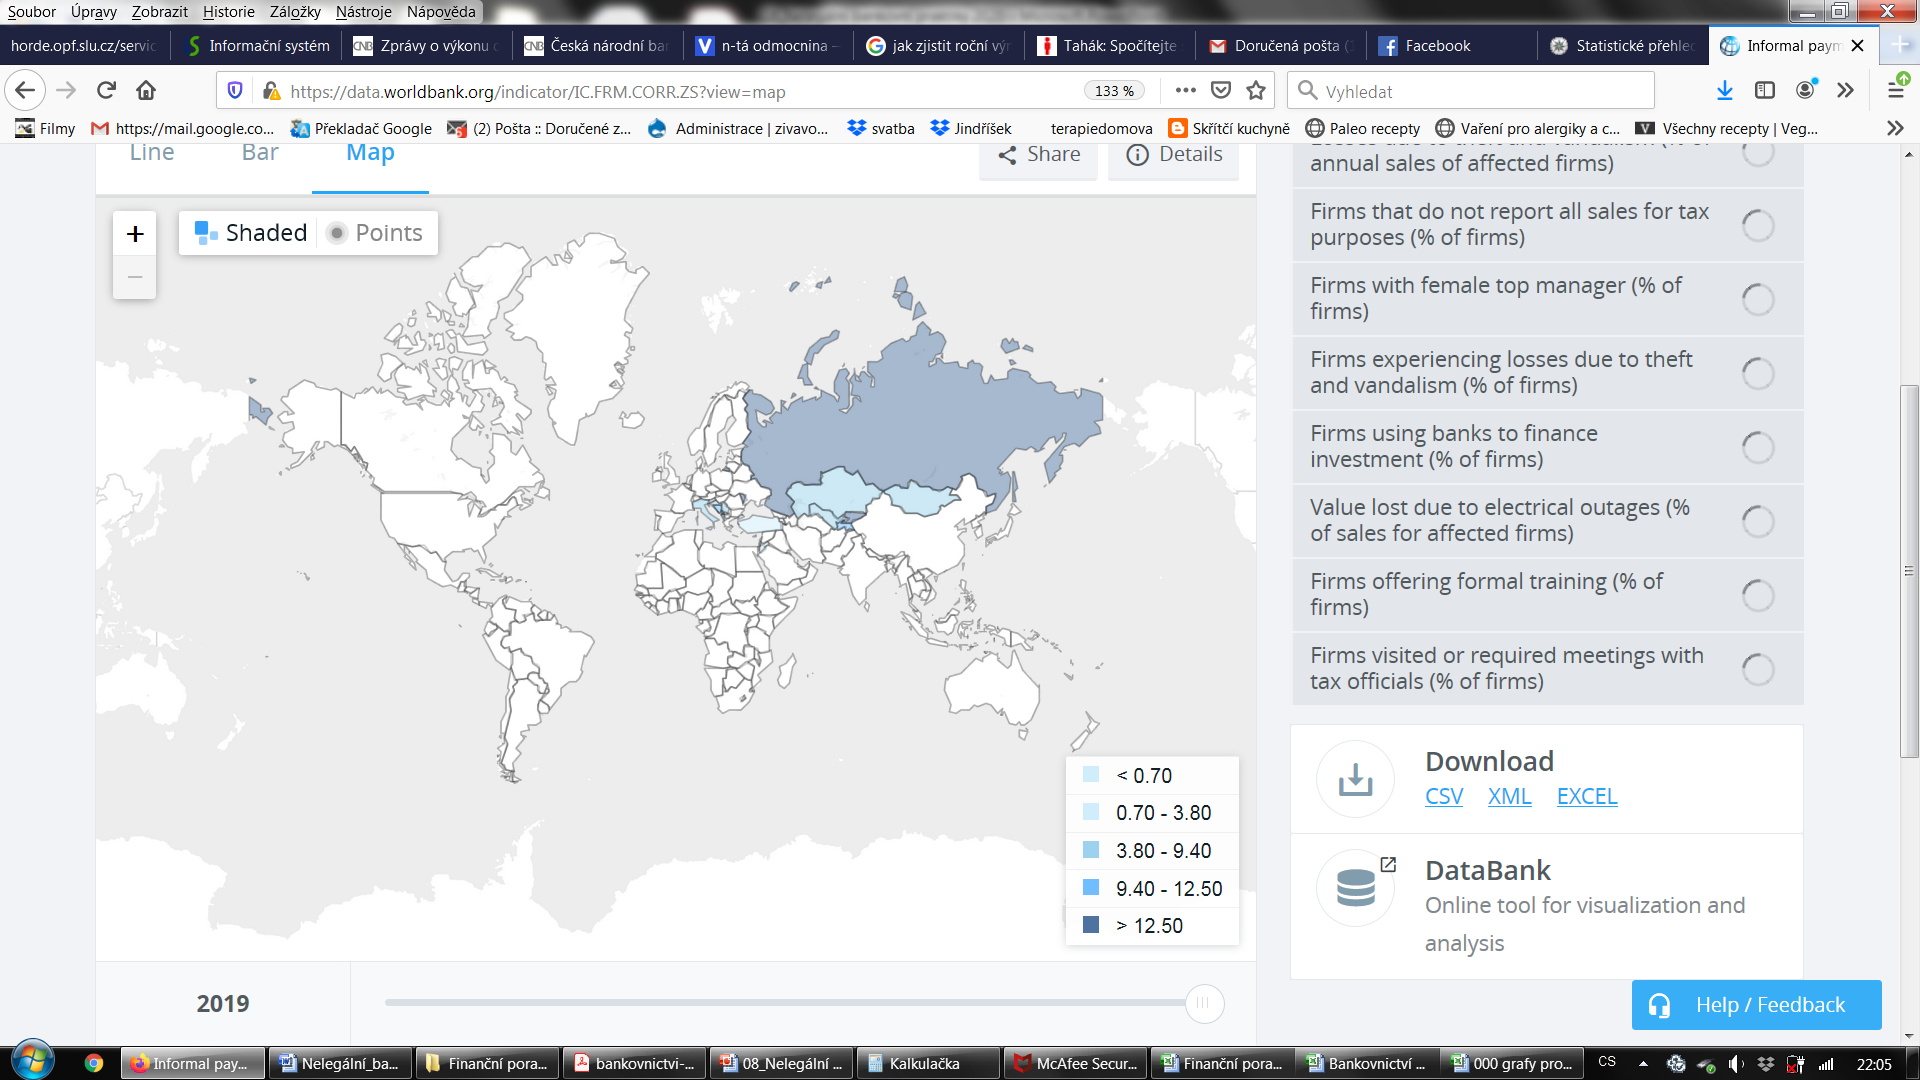 Soubor Úpravy Zobrazit Historie Záložky Nástroje Nápověda
horde.opf.slu.cz/servic Informační systém Zprávy o výkonu Česká národní ban n-tá odmocnina – jak zjistit roční vý Tahák: Spočítejte Doručená pošta ( Facebook Statistické přehled Informal paym
https://data.worldbank.org/indicator/IC.FRM.CORR.ZS?view=map 133 % Vyhledat
Filmy https://mail.google.co... Překladač Google (2) Pošta :: Doručené z... Administrace | zivavo... svatba Jindříšek terapiedomova Skřítčí kuchyně Paleo recepty Vaření pro alergiky a c... Všechny recepty | Veg...
Line Bar Map Share Details
Shaded Points
+
−
< 0.70
0.70 - 3.80
3.80 - 9.40
9.40 - 12.50
> 12.50
2019
Losses due to theft and vandalism (% of
annual sales of affected firms)
Firms that do not report all sales for tax
purposes (% of firms)
Firms with female top manager (% of
firms)
Firms experiencing losses due to theft
and vandalism (% of firms)
Firms using banks to finance
investment (% of firms)
Value lost due to electrical outages (%
of sales for affected firms)
Firms offering formal training (% of
firms)
Firms visited or required meetings with
tax officials (% of firms)
Download
CSV XML EXCEL
DataBank
Online tool for visualization and
analysis
Help / Feedback
Informal pay... Nelegální_ba... Finanční pora... bankovnictvi-... 08_Nelegální ... Kalkulačka McAfee Secur... Finanční pora... Bankovnictví ... 000 grafy pro... CS 22:05